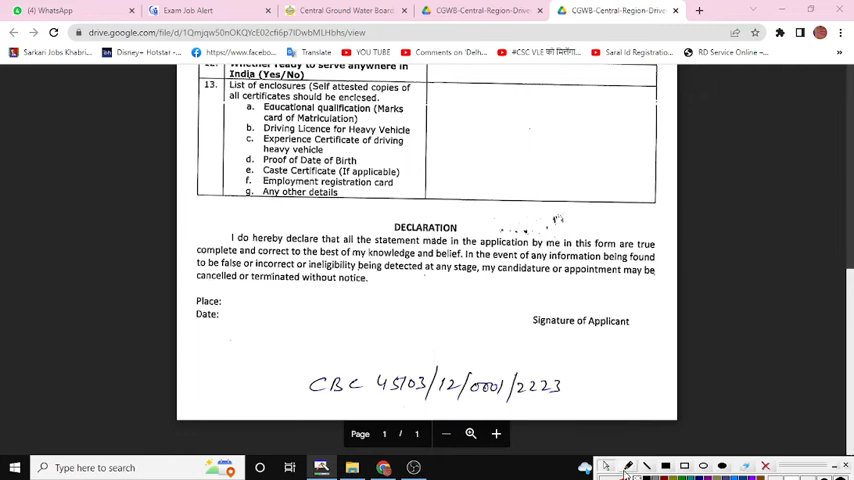 (4) WhatsApp
Exam Job Alert
Central Ground Water Board
CGWB-Central-Region-Drive
CGWB-Central-Region-Drive
drive.google.com/file/d/1Qmjqw0wethwh1c6fp7IDwbMLHbhs/view
Sarkari Jobs Khabri...
Disney+ Hotstar -...
https://www.facebo...
Translate
YOU TUBE
Comments on 'Delh...
Saral Id Registratio...
RD Service Online -...
12. Whether ready to serve anywhere in
India (Yes/No)
13. List of enclosures (Self attested copies of
all certificates should be enclosed.
a. Educational qualification (Marks
card of Matriculation)
b. Driving Licence for Heavy Vehicle
c. Experience Certificate of driving
heavy vehicle
d. Proof of Date of Birth
e. Caste Certificate (If applicable)
f. Employment registration card
g. Any other details
DECLARATION
I do hereby declare that all the statement made in the application by me in this form are true
complete and correct to the best of my knowledge and belief. In the event of any information being found
to be false or incorrect or ineligibility being detected at any stage, my candidature or appointment may be
cancelled or terminated without notice.
Place:
Date:
Signature of Applicant
CBC 45103/12/0001/2223
Page 1 / 1
Type here to search